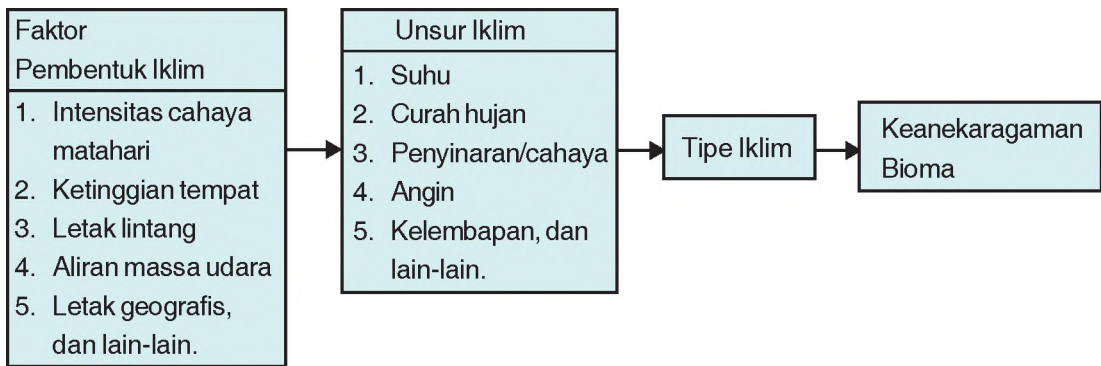 Faktor
Pembentuk Iklim
1. Intensitas cahaya
matahari
2. Ketinggian tempat
3. Letak lintang
4. Aliran massa udara
5. Letak geografis,
dan lain-lain.
Unsur Iklim
1. Suhu
2. Curah hujan
3. Penyinaran/cahaya
4. Angin
5. Kelembapan, dan
lain-lain.
Tipe Iklim
Keanekaragaman
Bioma